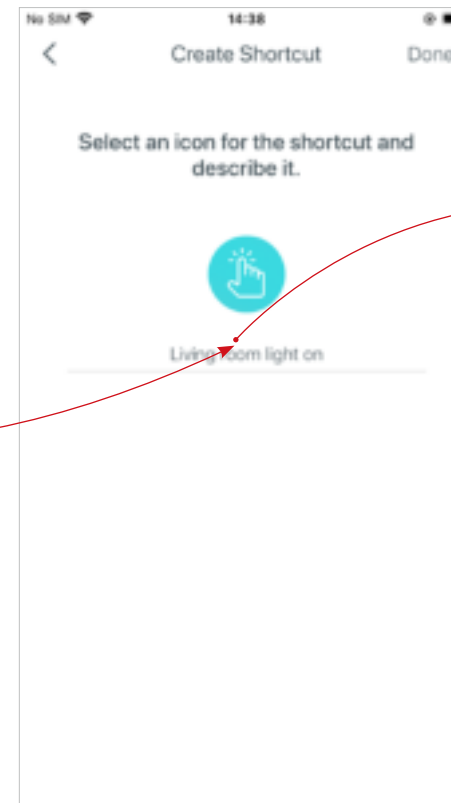 No SIM 14:38
Create Shortcut Done
Select an icon for the shortcut and
describe it.
Living room light on